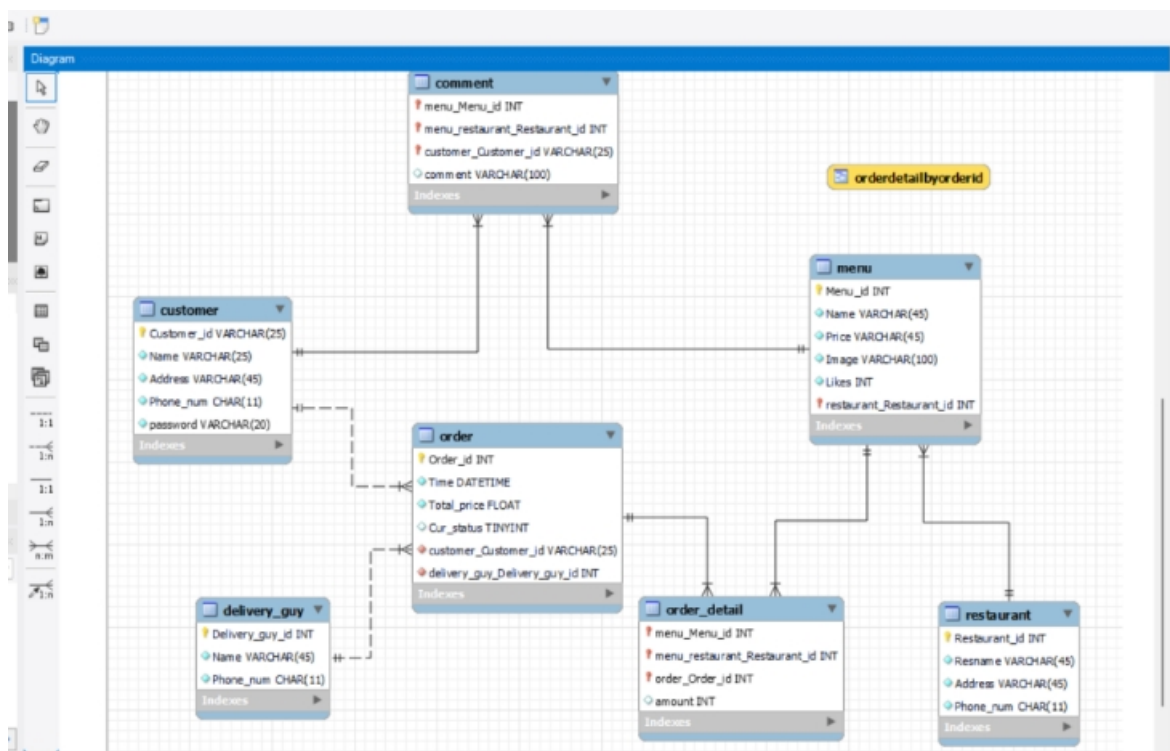 Diagram
comment
menu_Menu_id INT
menu_restaurant_Restaurant_id INT
customer_Customer_id VARCHAR(25)
comment VARCHAR(100)
Indexes
orderdetailbyorderid
menu
Menu_id INT
Name VARCHAR(45)
Price VARCHAR(45)
Image VARCHAR(100)
Likes INT
restaurant_Restaurant_id INT
Indexes
customer
Customer_id VARCHAR(25)
Name VARCHAR(25)
Address VARCHAR(45)
Phone_num CHAR(11)
password VARCHAR(20)
Indexes
1:1
1:n
1:1
1:n
n:m
1:n
order
Order_id INT
Time DATETIME
Total_price FLOAT
Cur_status TINYINT
customer_Customer_id VARCHAR(25)
delivery_guy_Delivery_guy_id INT
Indexes
delivery_guy
Delivery_guy_id INT
Name VARCHAR(45)
Phone_num CHAR(11)
Indexes
order_detail
menu_Menu_id INT
menu_restaurant_Restaurant_id INT
order_Order_id INT
amount INT
Indexes
restaurant
Restaurant_id INT
Resname VARCHAR(45)
Address VARCHAR(45)
Phone_num CHAR(11)
Indexes